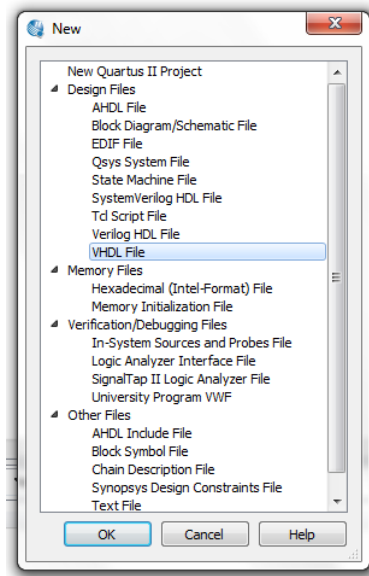 New
New Quartus II Project
Design Files
AHDL File
Block Diagram/Schematic File
EDIF File
Qsys System File
State Machine File
SystemVerilog HDL File
Tcl Script File
Verilog HDL File
VHDL File
Memory Files
Hexadecimal (Intel-Format) File
Memory Initialization File
Verification/Debugging Files
In-System Sources and Probes File
Logic Analyzer Interface File
SignalTap II Logic Analyzer File
University Program VWF
Other Files
AHDL Include File
Block Symbol File
Chain Description File
Synopsys Design Constraints File
Text File
OK Cancel Help